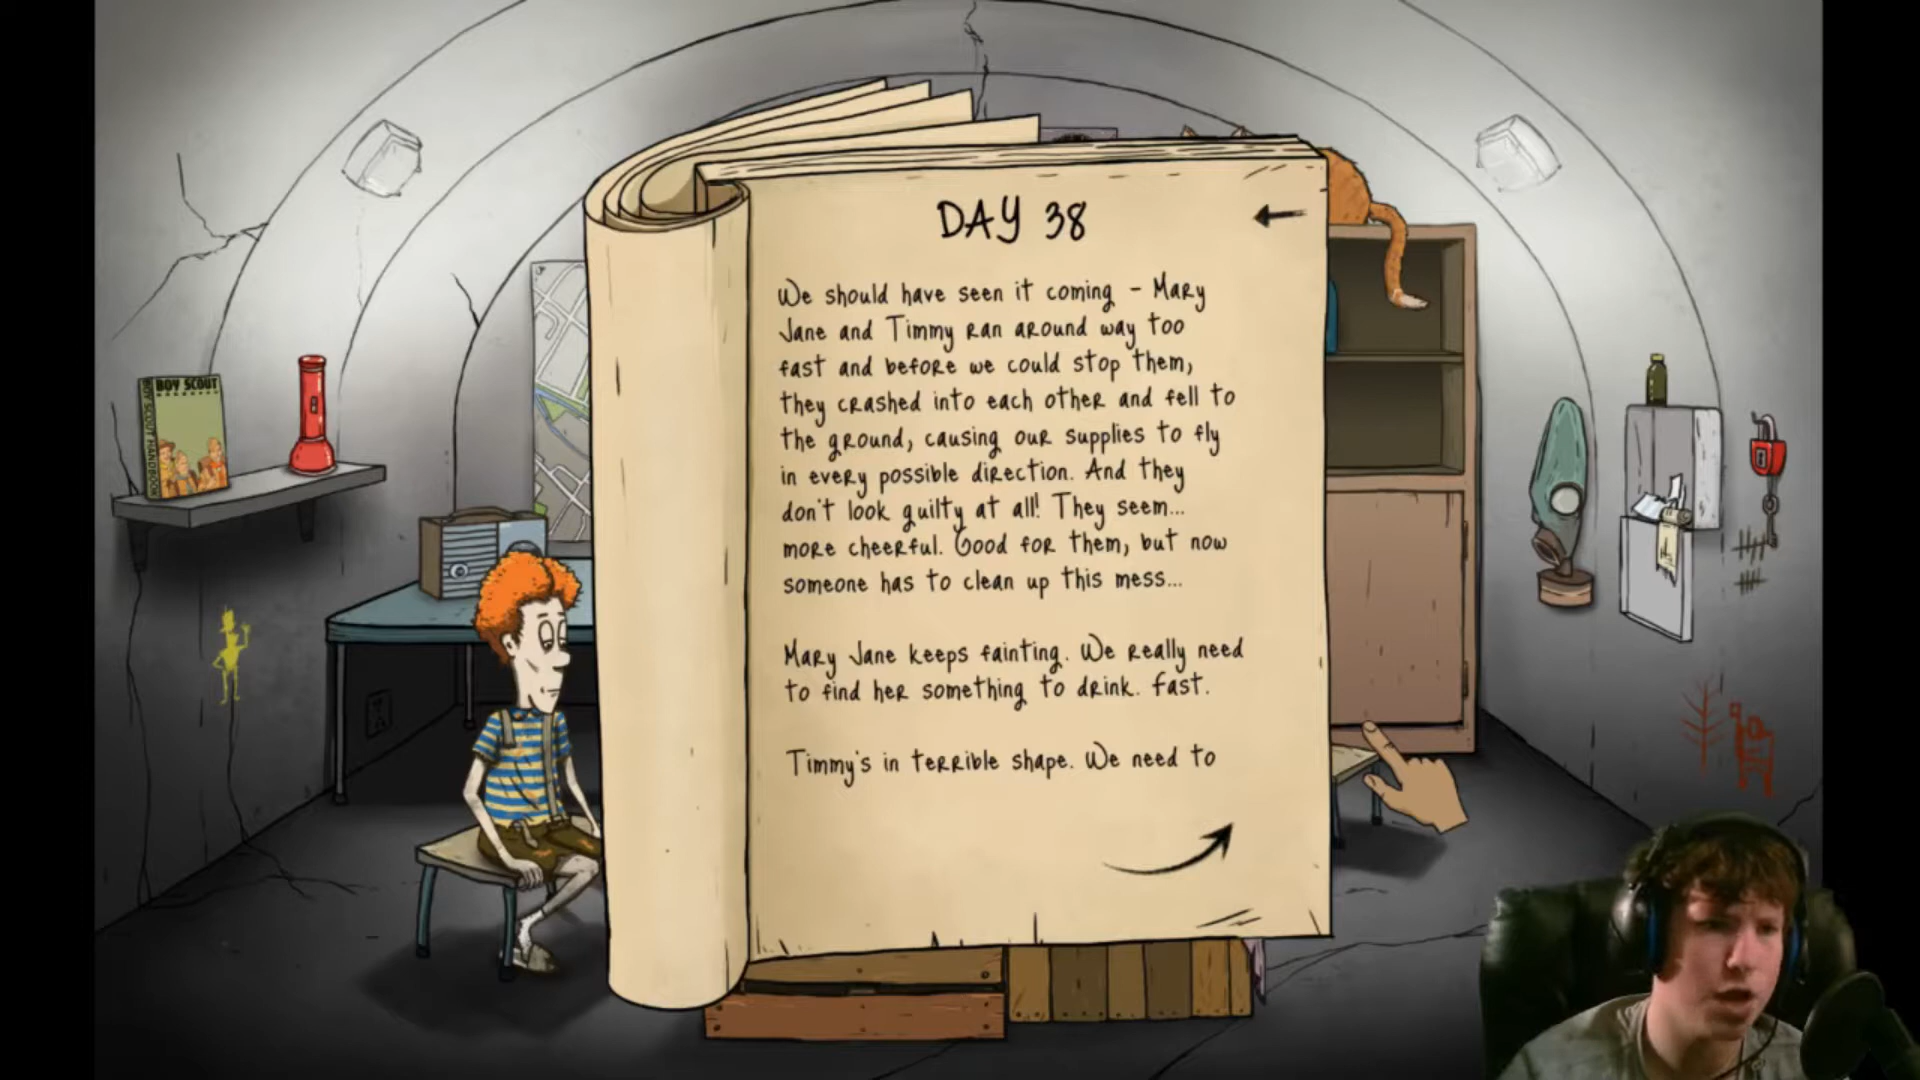 DAY 38
We should have seen it coming - Mary
Jane and Timmy ran around way too
fast and before we could stop them,
they crashed into each other and fell to
the ground, causing our supplies to fly
in every possible direction. And they
don't look guilty at all! They seem...
more cheerful. Good for them, but now
someone has to clean up this mess...
Mary Jane keeps fainting. We really need
to find her something to drink. Fast.
Timmy's in terrible shape. We need to
BOY SCOUT
BOY SCOUT HANDBOOK